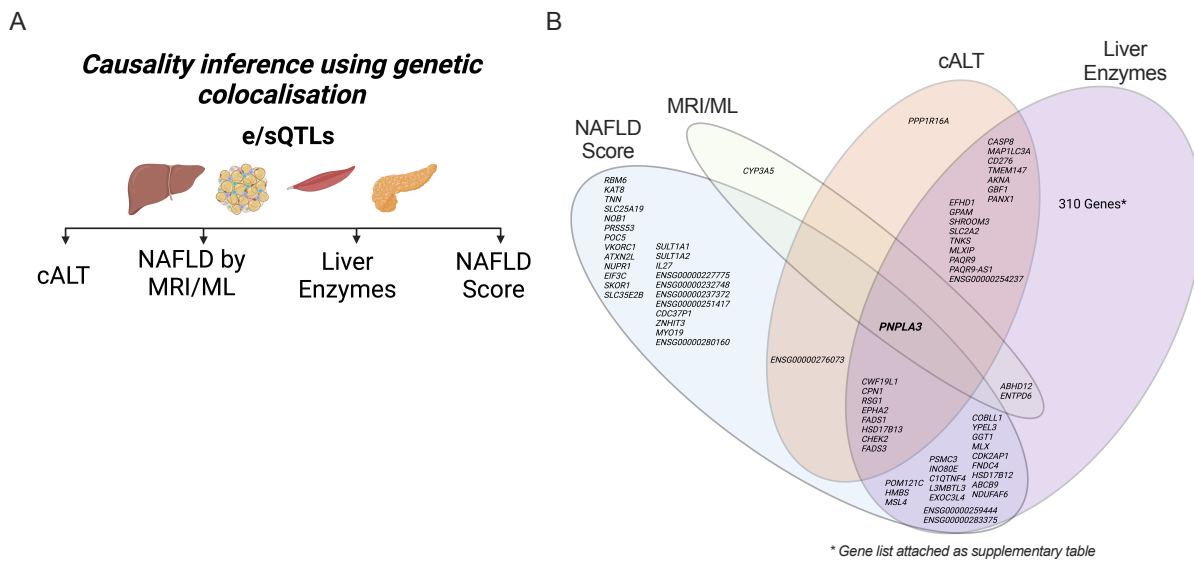 A
Causality inference using genetic
colocalisation
e/sQTLs
cALT
NAFLD by
MRI/ML
Liver
Enzymes
NAFLD
Score
B
NAFLD
Score
MRI/ML
cALT
Liver
Enzymes
RBM6
KAT8
TNN
SLC25A19
NOB1
PRSS53
POC5
VKORC1
ATXN2L
NUPR1
EIF3C
SKOR1
SLC35E2B
SULT1A1
SULT1A2
IL27
ENSG00000227775
ENSG00000232748
ENSG00000237372
ENSG00000251417
CDC37P1
ZNHIT3
MYO19
ENSG00000280160
CYP3A5
PPP1R16A
CASP8
MAP1LC3A
CD276
TMEM147
AKNA
GBF1
PANX1
EFHD1
GPAM
SHROOM3
SLC2A2
TNKS
MLXIP
PAQR9
PAQR9-AS1
ENSG00000254237
310 Genes*
PNPLA3
ENSG00000276073
CWF19L1
CPN1
RSG1
EPHA2
FADS1
HSD17B13
CHEK2
FADS3
ABHD12
ENTPD6
COBLL1
YPEL3
GGT1
MLX
CDK2AP1
FNDC4
HSD17B12
ABCB9
NDUFAF6
PSMC3
INO80E
C1QTNF4
L3MBTL3
EXOC3L4
POM121C
HMBS
MSL4
ENSG00000259444
ENSG00000283375
* Gene list attached as supplementary table